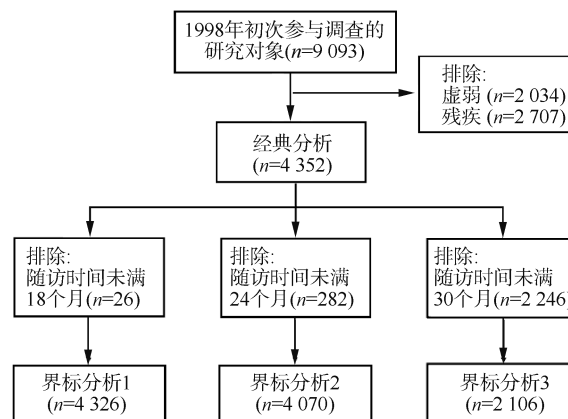 1998年初次参与调查的
研究对象(n=9 093)
排除:
虚弱 (n=2 034)
残疾 (n=2 707)
经典分析
(n=4 352)
排除:
随访时间未满
18个月(n=26)
排除:
随访时间未满
24个月(n=282)
排除:
随访时间未满
30个月(n=2 246)
界标分析1
(n=4 326)
界标分析2
(n=4 070)
界标分析3
(n=2 106)